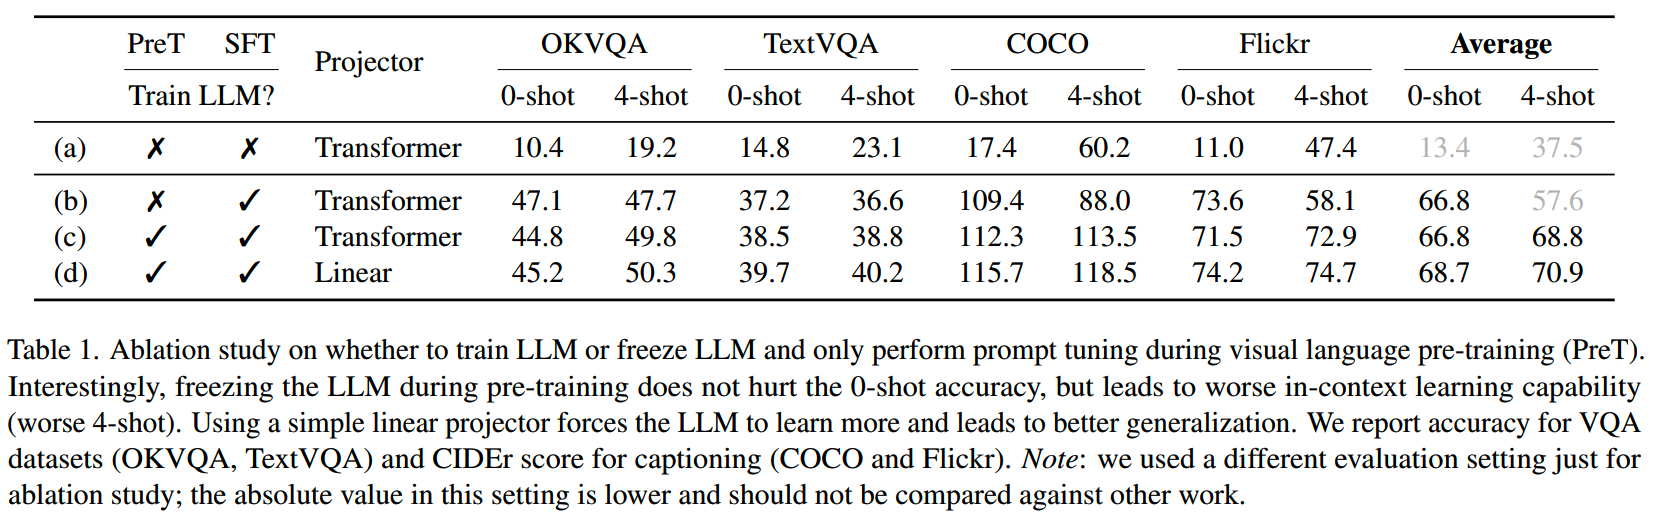 PreT SFT Projector OKVQA TextVQA COCO Flickr Average
Train LLM? 0-shot 4-shot 0-shot 4-shot 0-shot 4-shot 0-shot 4-shot 0-shot 4-shot
(a) ✗ ✗ Transformer 10.4 19.2 14.8 23.1 17.4 60.2 11.0 47.4 13.4 37.5
(b) ✗ ✓ Transformer 47.1 47.7 37.2 36.6 109.4 88.0 73.6 58.1 66.8 57.6
(c) ✓ ✓ Transformer 44.8 49.8 38.5 38.8 112.3 113.5 71.5 72.9 66.8 68.8
(d) ✓ ✓ Linear 45.2 50.3 39.7 40.2 115.7 118.5 74.2 74.7 68.7 70.9
Table 1. Ablation study on whether to train LLM or freeze LLM and only perform prompt tuning during visual language pre-training (PreT).
Interestingly, freezing the LLM during pre-training does not hurt the 0-shot accuracy, but leads to worse in-context learning capability
(worse 4-shot). Using a simple linear projector forces the LLM to learn more and leads to better generalization. We report accuracy for VQA
datasets (OKVQA, TextVQA) and CIDEr score for captioning (COCO and Flickr). Note: we used a different evaluation setting just for
ablation study; the absolute value in this setting is lower and should not be compared against other work.